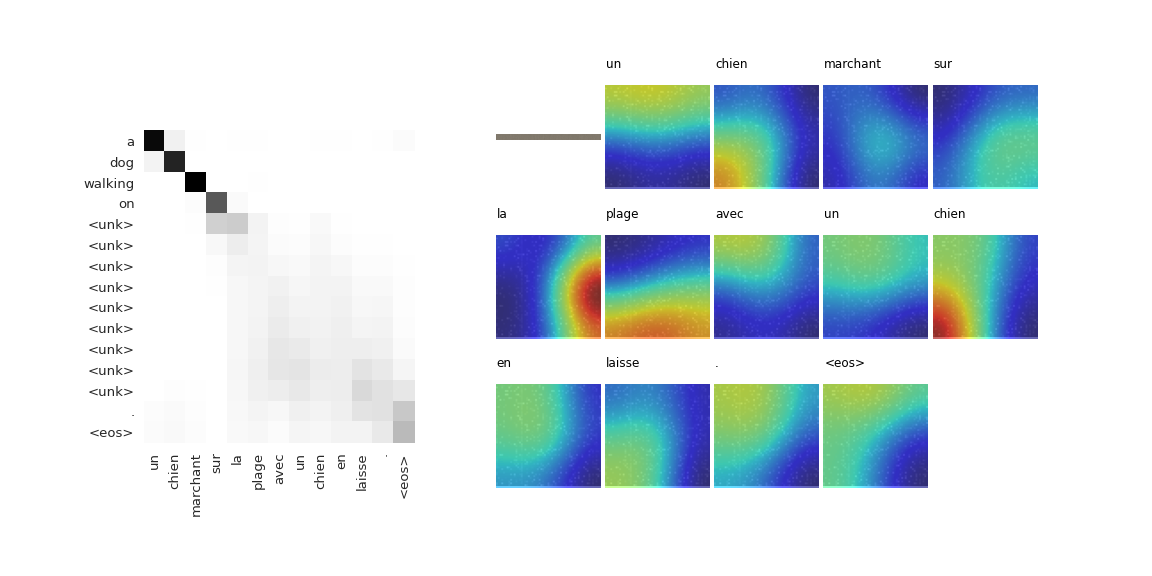 a
dog
walking
on
<unk>
<unk>
<unk>
<unk>
<unk>
<unk>
<unk>
<unk>
<unk>
.
<eos>
un chien marchant sur la plage avec un chien en laisse . <eos>
un chien marchant sur
la plage avec un chien
en laisse . <eos>